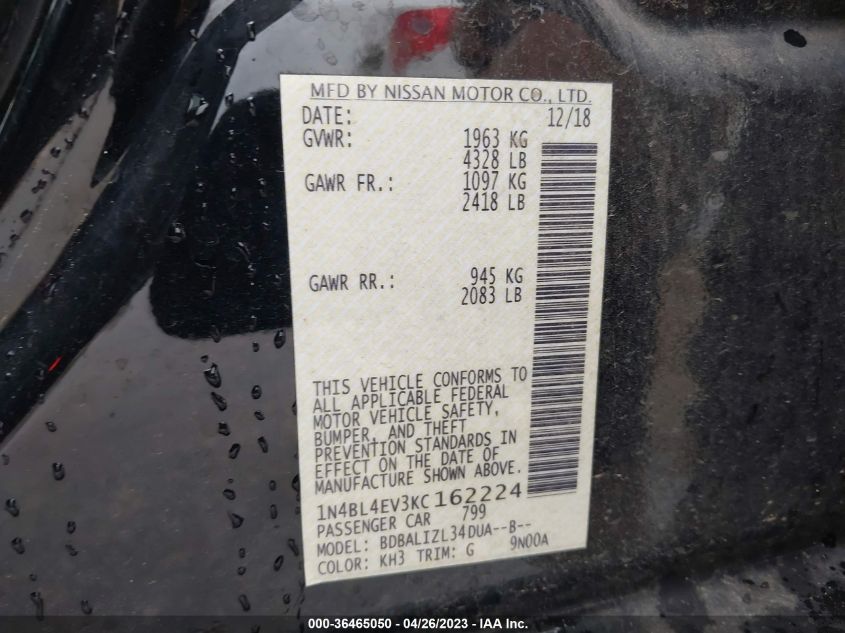 MFD BY NISSAN MOTOR CO., LTD.
DATE: 12/18
GVWR: 1963 KG
4328 LB
GAWR FR.: 1097 KG
2418 LB
GAWR RR.: 945 KG
2083 LB
THIS VEHICLE CONFORMS TO
ALL APPLICABLE FEDERAL
MOTOR VEHICLE SAFETY,
BUMPER, AND THEFT
PREVENTION STANDARDS IN
EFFECT ON THE DATE OF
MANUFACTURE SHOWN ABOVE.
1N4BL4EV3KC162224
PASSENGER CAR 799
MODEL: BDBALIZL34DUA--B--
COLOR: KH3 TRIM: G 9N00A
000-36465050 - 04/26/2023 - IAA Inc.